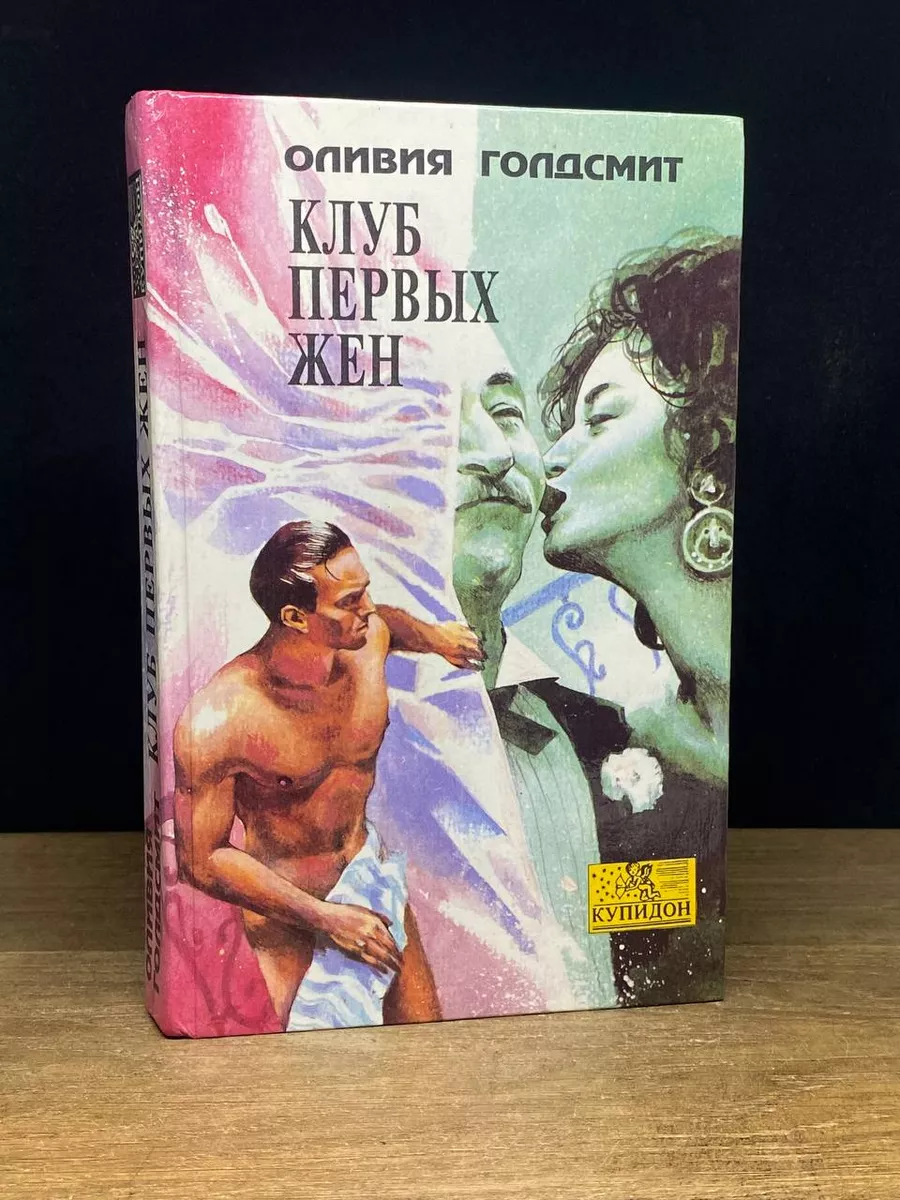 ОЛИВИЯ ГОЛДСМИТ
КЛУБ
ПЕРВЫХ
ЖЕН
КУПИДОН
КЛУБ ПЕРВЫХ ЖЕН
ОЛИВИЯ
ГОЛДСМИТ